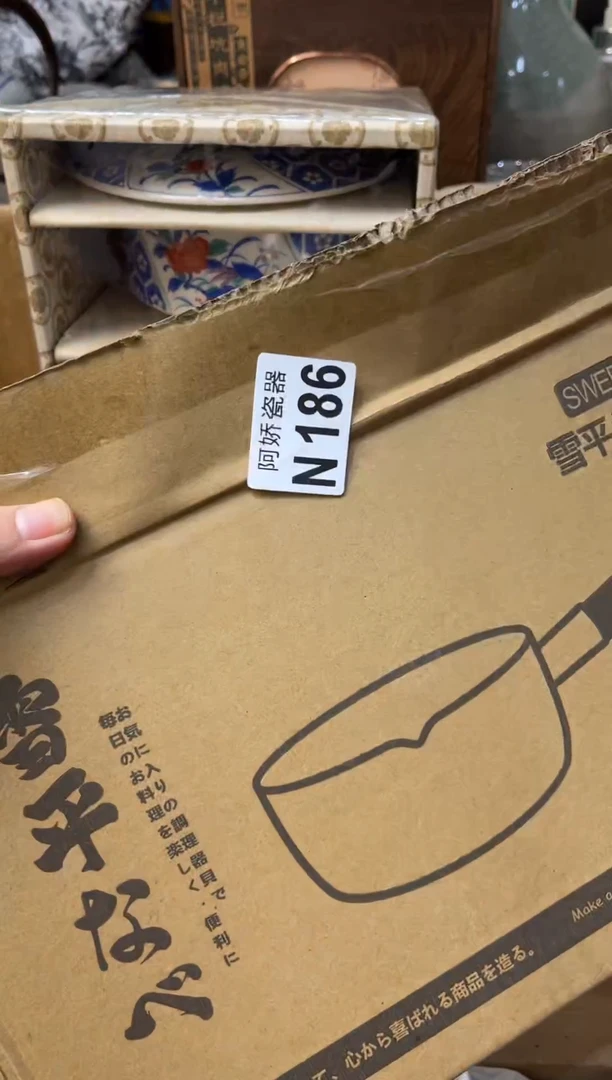 阿娇瓷器
N 186
SWEE
雪平
雪平なべ
お気に入りの調理器具で、便利に
毎日のお料理を楽しく
て、心から喜ばれる商品を造る。
Make a